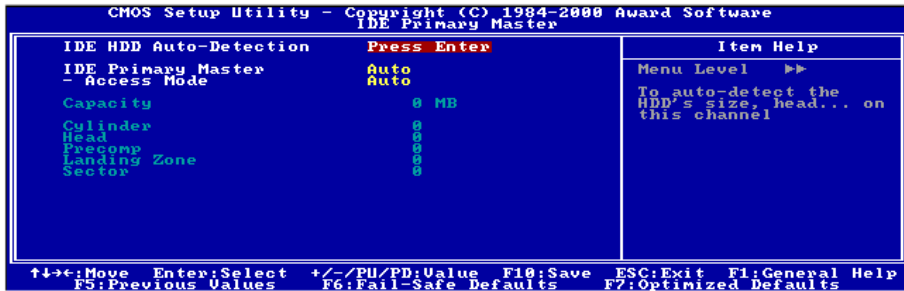 CMOS Setup Utility - Copyright (C) 1984-2000 Award Software
IDE Primary Master
IDE HDD Auto-Detection Press Enter
IDE Primary Master Auto
- Access Mode Auto
Capacity 0 MB
Cylinder 0
Head 0
Precomp 0
Landing Zone 0
Sector 0
Item Help
Menu Level ▶▶
To auto-detect the
HDD's size, head... on
this channel
↑↓→←:Move Enter:Select +/-/PU/PD:Value F10:Save ESC:Exit F1:General Help
F5:Previous Values F6:Fail-Safe Defaults F7:Optimized Defaults